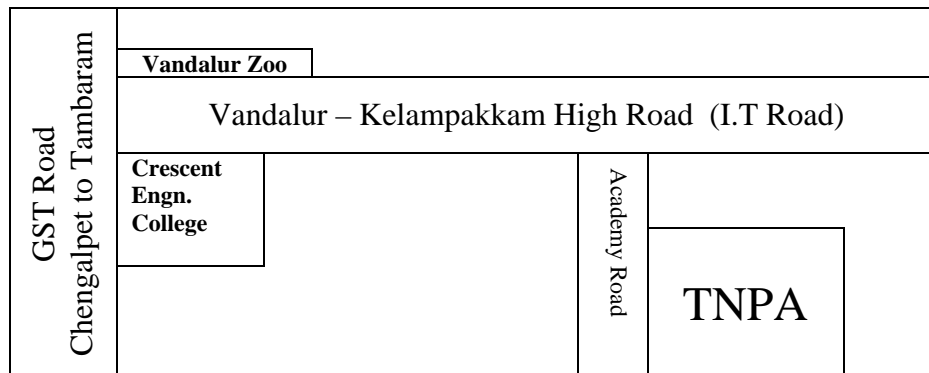 GST Road
Chengalpet to Tambaram
Vandalur Zoo
Vandalur – Kelampakkam High Road  (I.T Road)
Crescent
Engn.
College
Academy Road
TNPA